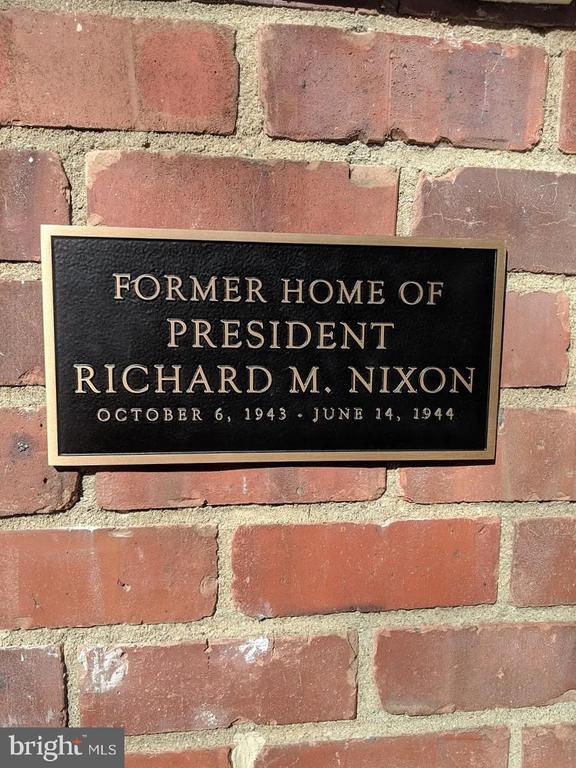 FORMER HOME OF
PRESIDENT
RICHARD M. NIXON
OCTOBER 6, 1943 - JUNE 14, 1944
bright MLS